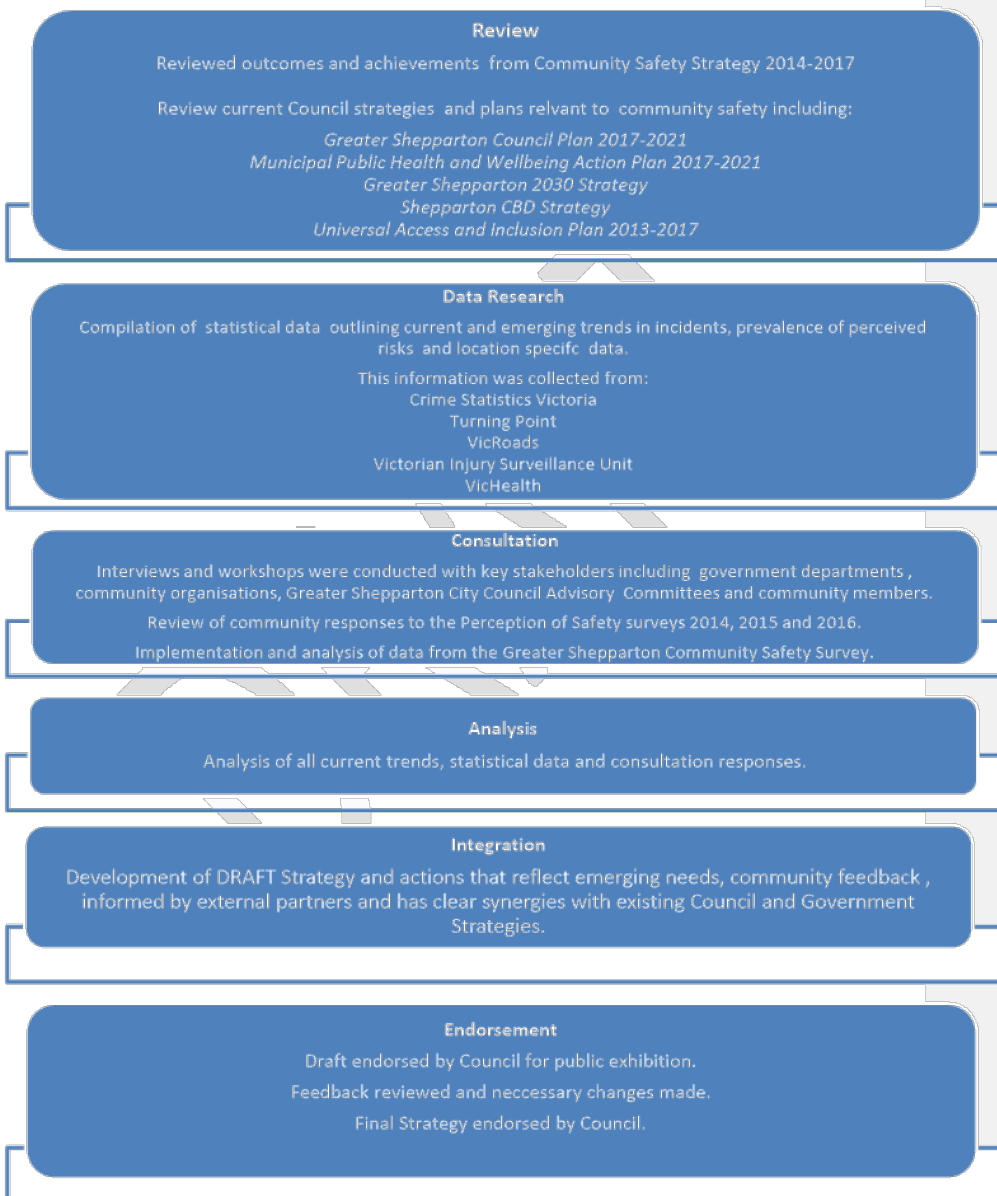 Review
Reviewed outcomes and achievements from Community Safety Strategy 2014-2017
Review current Council strategies and plans relvant to community safety including:
Greater Shepparton Council Plan 2017-2021
Municipal Public Health and Wellbeing Action Plan 2017-2021
Greater Shepparton 2030 Strategy
Shepparton CBD Strategy
Universal Access and Inclusion Plan 2013-2017
Data Research
Compilation of statistical data outlining current and emerging trends in incidents, prevalence of perceived
risks and location specifc data.
This information was collected from:
Crime Statistics Victoria
Turning Point
VicRoads
Victorian Injury Surveillance Unit
VicHealth
Consultation
Interviews and workshops were conducted with key stakeholders including government departments ,
community organisations, Greater Shepparton City Council Advisory Committees and community members.
Review of community responses to the Perception of Safety surveys 2014, 2015 and 2016.
Implementation and analysis of data from the Greater Shepparton Community Safety Survey.
Analysis
Analysis of all current trends, statistical data and consultation responses.
Integration
Development of DRAFT Strategy and actions that reflect emerging needs, community feedback ,
informed by external partners and has clear synergies with existing Council and Government
Strategies.
Endorsement
Draft endorsed by Council for public exhibition.
Feedback reviewed and neccessary changes made.
Final Strategy endorsed by Council.